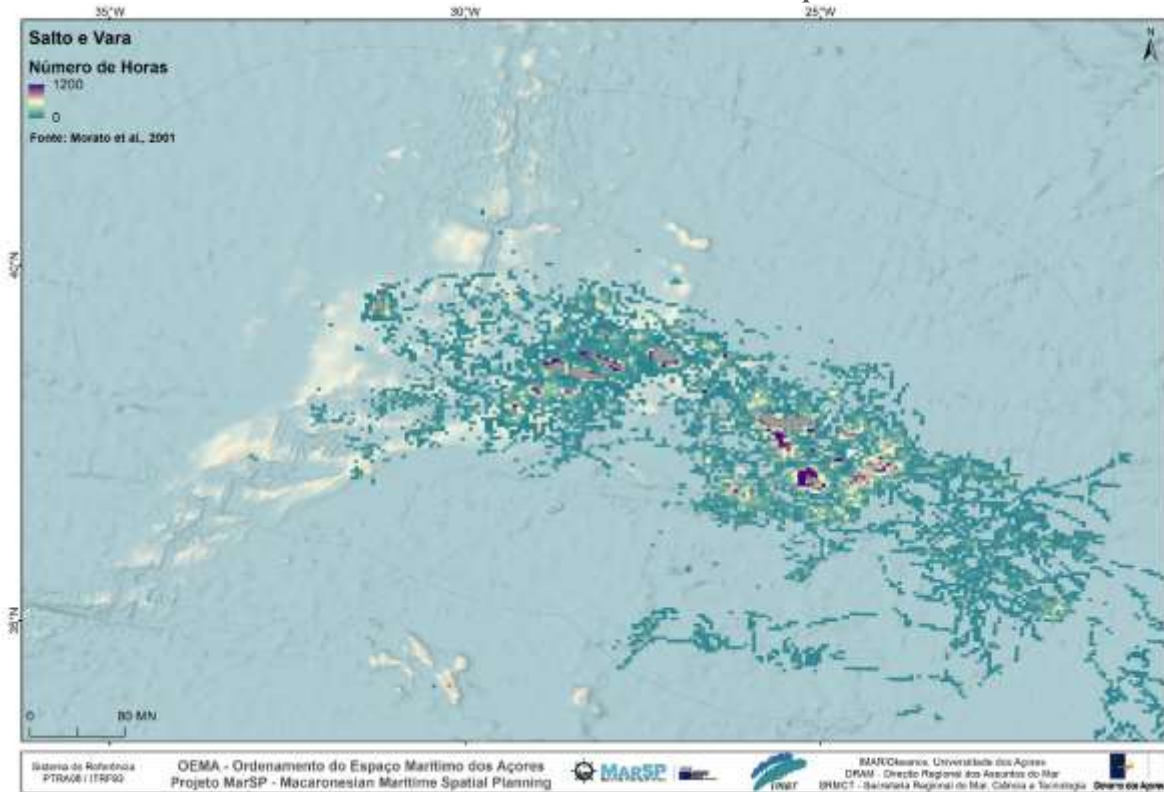 35°W 30°W 25°W
Salto e Vara
Número de Horas
1200
0
Fonte: Morato et al., 2001
N
40°N
35°N
0 80 MN
Sistema de Referência
PTRA08 / ITRF93
OEMA - Ordenamento do Espaço Marítimo dos Açores
Projeto MarSP - Macaronesian Maritime Spatial Planning
MARSP
IMAR/Okeanos, Universidade dos Açores
DRAM - Direção Regional dos Assuntos do Mar
SRMCT - Secretaria Regional do Mar, Ciência e Tecnologia
Governo dos Açores